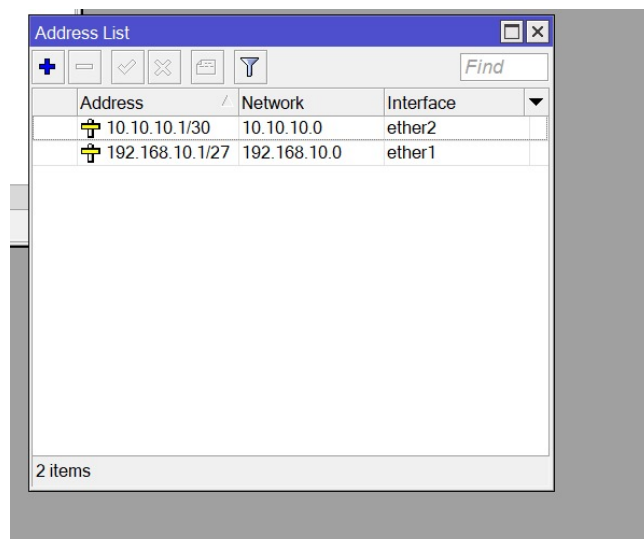 Address List
Find
Address Network Interface
10.10.10.1/30 10.10.10.0 ether2
192.168.10.1/27 192.168.10.0 ether1
2 items